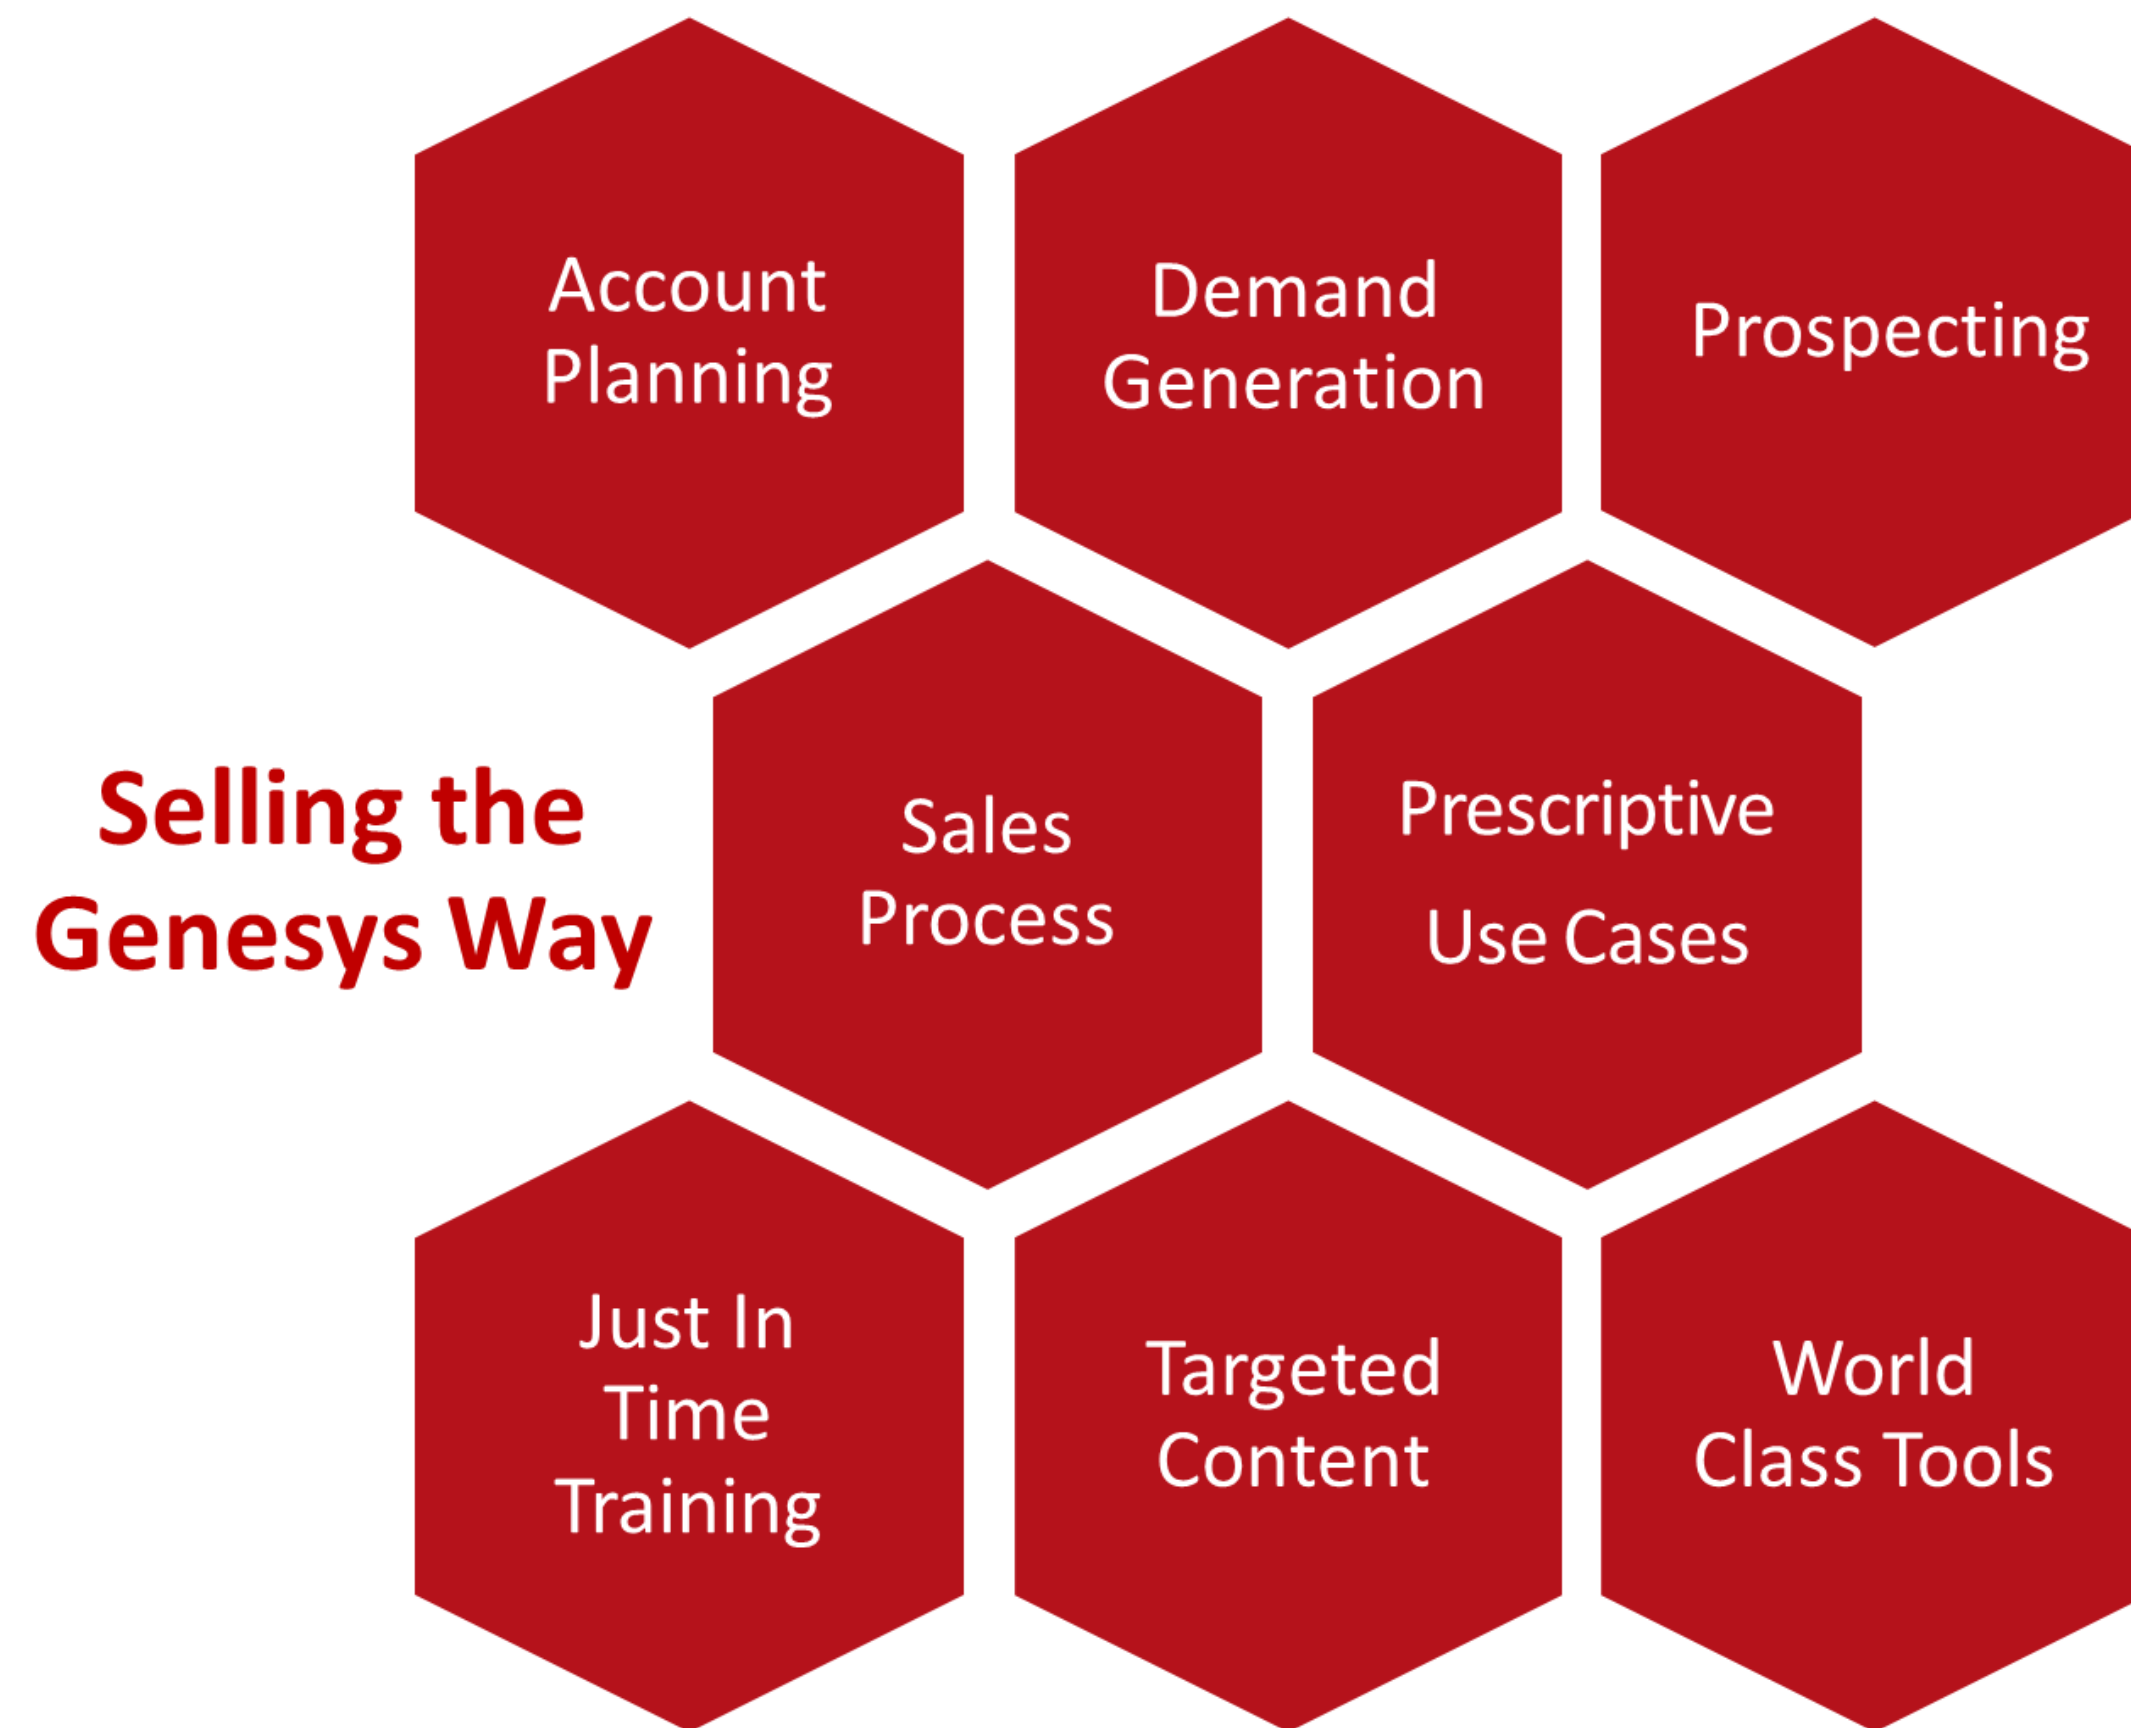 Account
Planning
Demand
Generation
Prospecting
Selling the
Genesys Way
Sales
Process
Prescriptive
Use Cases
Just In
Time
Training
Targeted
Content
World
Class Tools